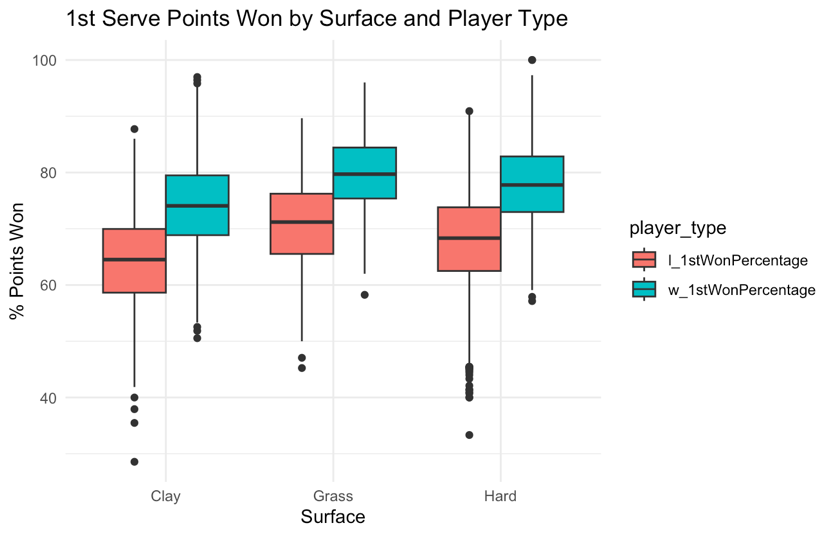 1st Serve Points Won by Surface and Player Type
100
80
60
40
% Points Won
Clay
Grass
Hard
Surface
player_type
l_1stWonPercentage
w_1stWonPercentage